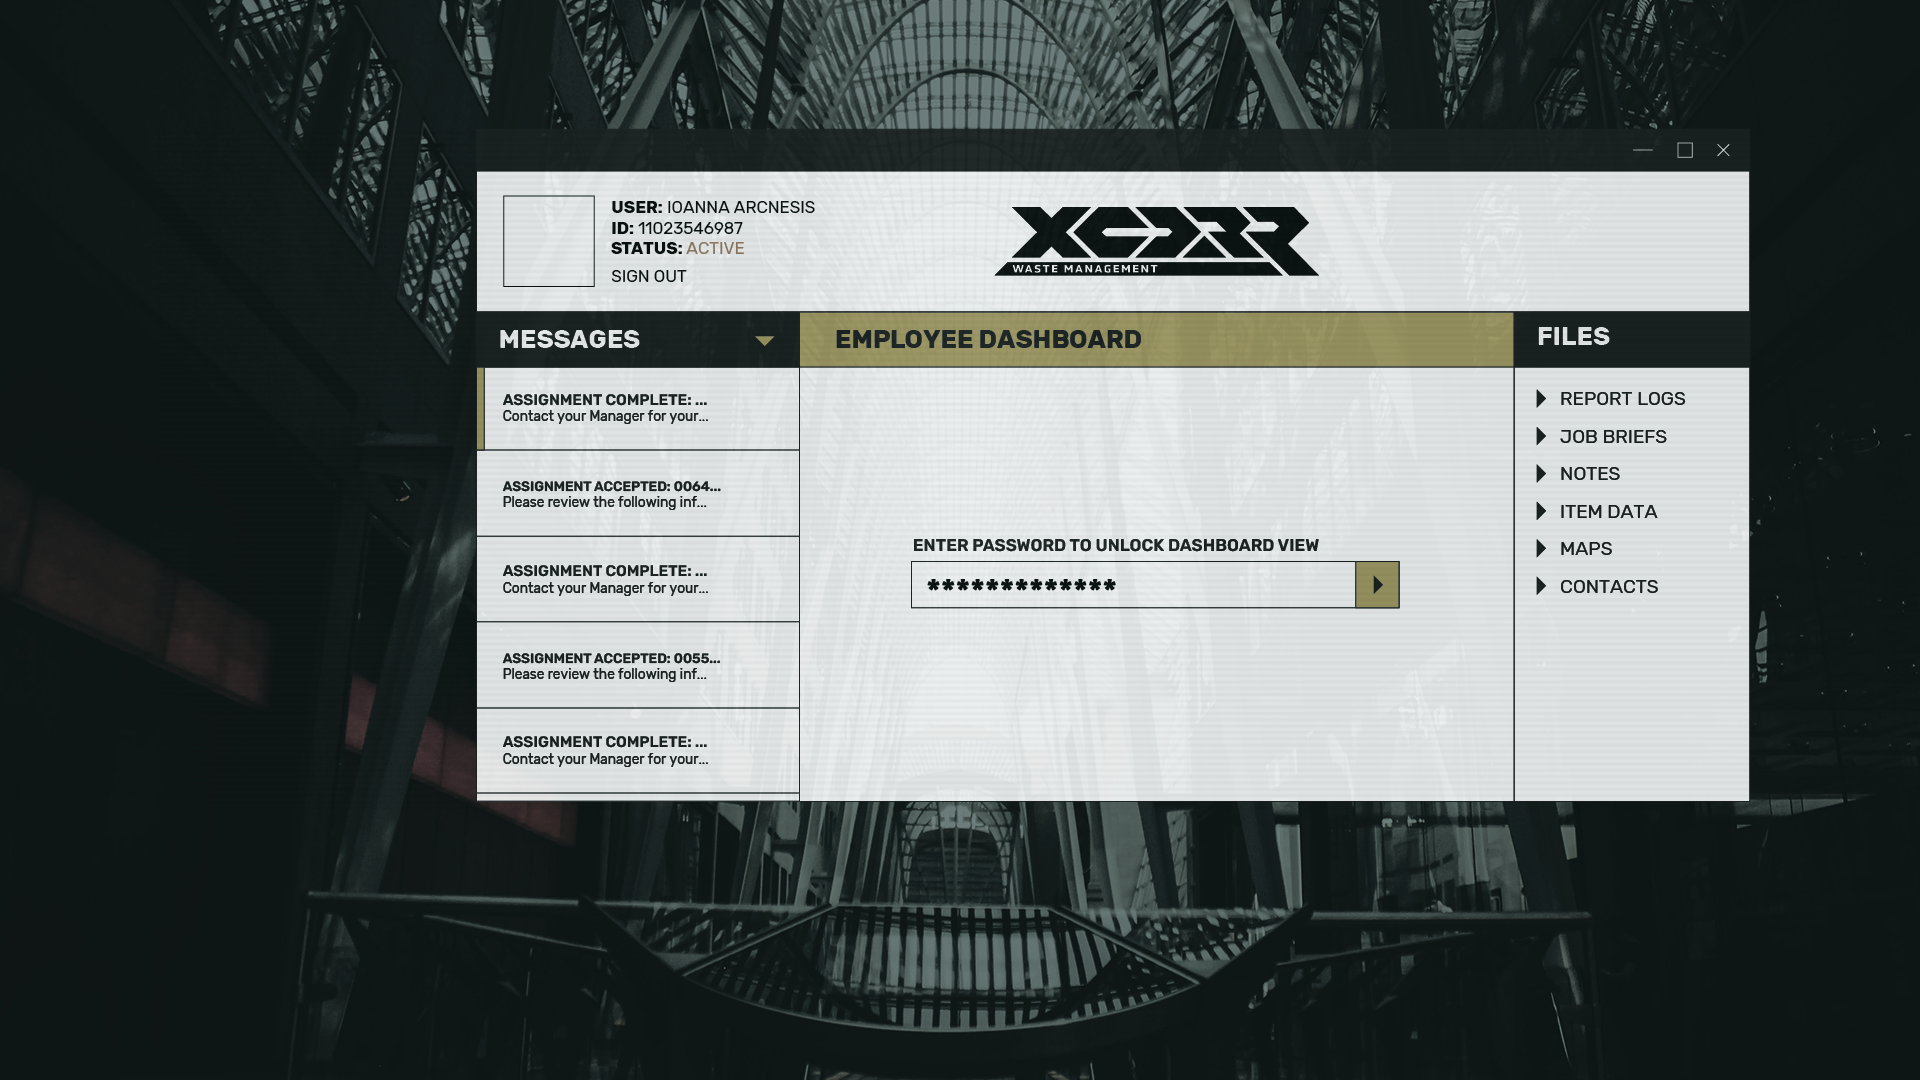 USER: IOANNA ARCNESIS
ID: 11023546987
STATUS: ACTIVE
SIGN OUT
WASTE MANAGEMENT
MESSAGES
ASSIGNMENT COMPLETE: ...
Contact your Manager for your...
ASSIGNMENT ACCEPTED: 0064...
Please review the following inf...
ASSIGNMENT COMPLETE: ...
Contact your Manager for your...
ASSIGNMENT ACCEPTED: 0055...
Please review the following inf...
ASSIGNMENT COMPLETE: ...
Contact your Manager for your...
EMPLOYEE DASHBOARD
ENTER PASSWORD TO UNLOCK DASHBOARD VIEW
*************
FILES
REPORT LOGS
JOB BRIEFS
NOTES
ITEM DATA
MAPS
CONTACTS